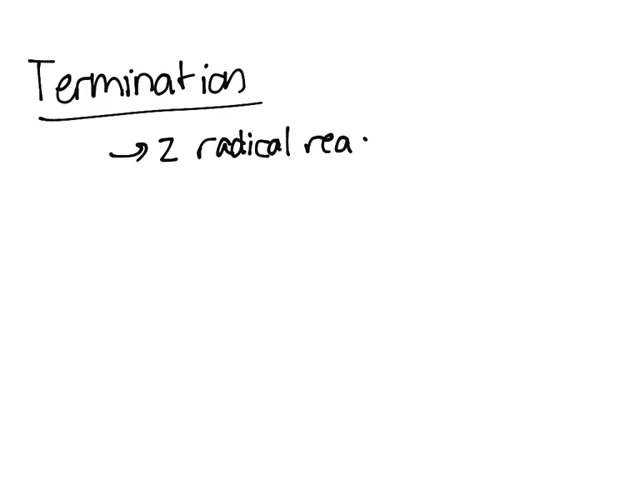 Termination
→ 2 radical rea